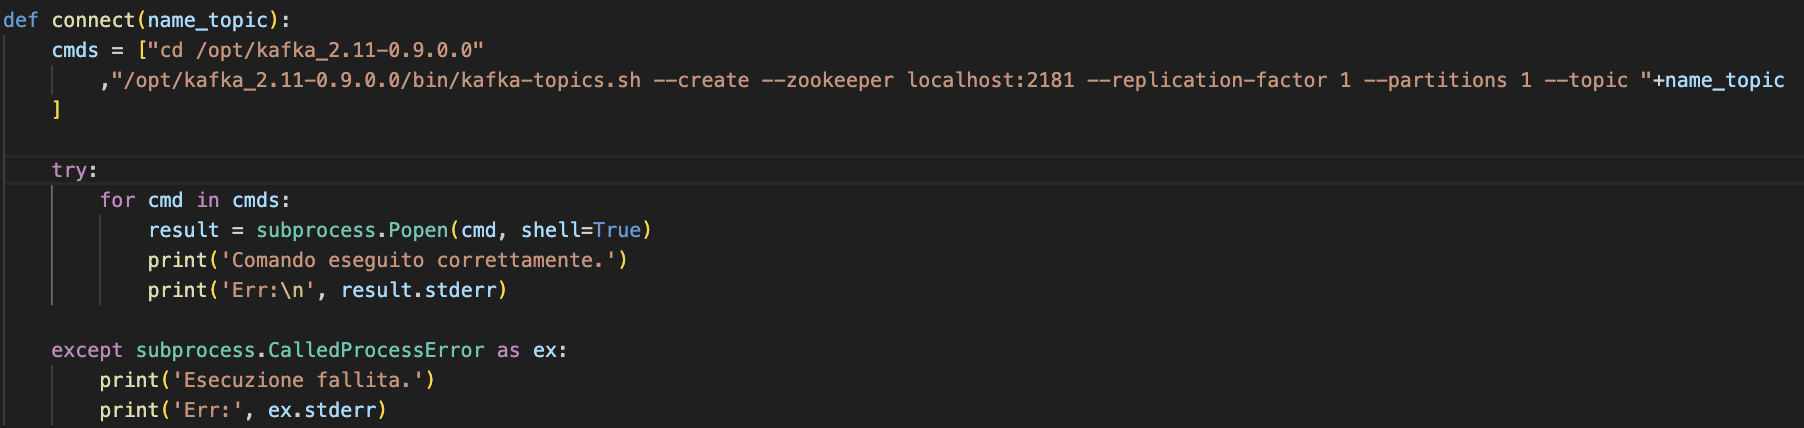 def connect(name_topic):
    cmds = ["cd /opt/kafka_2.11-0.9.0.0"
        ,"/opt/kafka_2.11-0.9.0.0/bin/kafka-topics.sh --create --zookeeper localhost:2181 --replication-factor 1 --partitions 1 --topic "+name_topic
    ]
    try:
        for cmd in cmds:
            result = subprocess.Popen(cmd, shell=True)
            print('Comando eseguito correttamente.')
            print('Err:\n', result.stderr)
    except subprocess.CalledProcessError as ex:
        print('Esecuzione fallita.')
        print('Err:', ex.stderr)